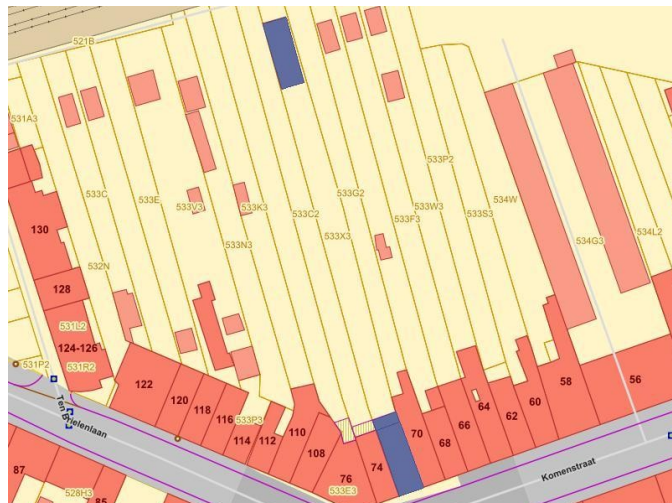 521B
531A3
533P2
533C
533E
533V3
533K3
533C2
533G2
533X3
533F3
533W3
533S3
534W
534G3
534L2
533N3
532N
130
128
531L2
124-126
531P2
531R2
122
120
118
116
533P3
114
112
110
108
76
74
70
68
66
64
62
60
58
56
533E3
Komenstraat
87
528H3
85